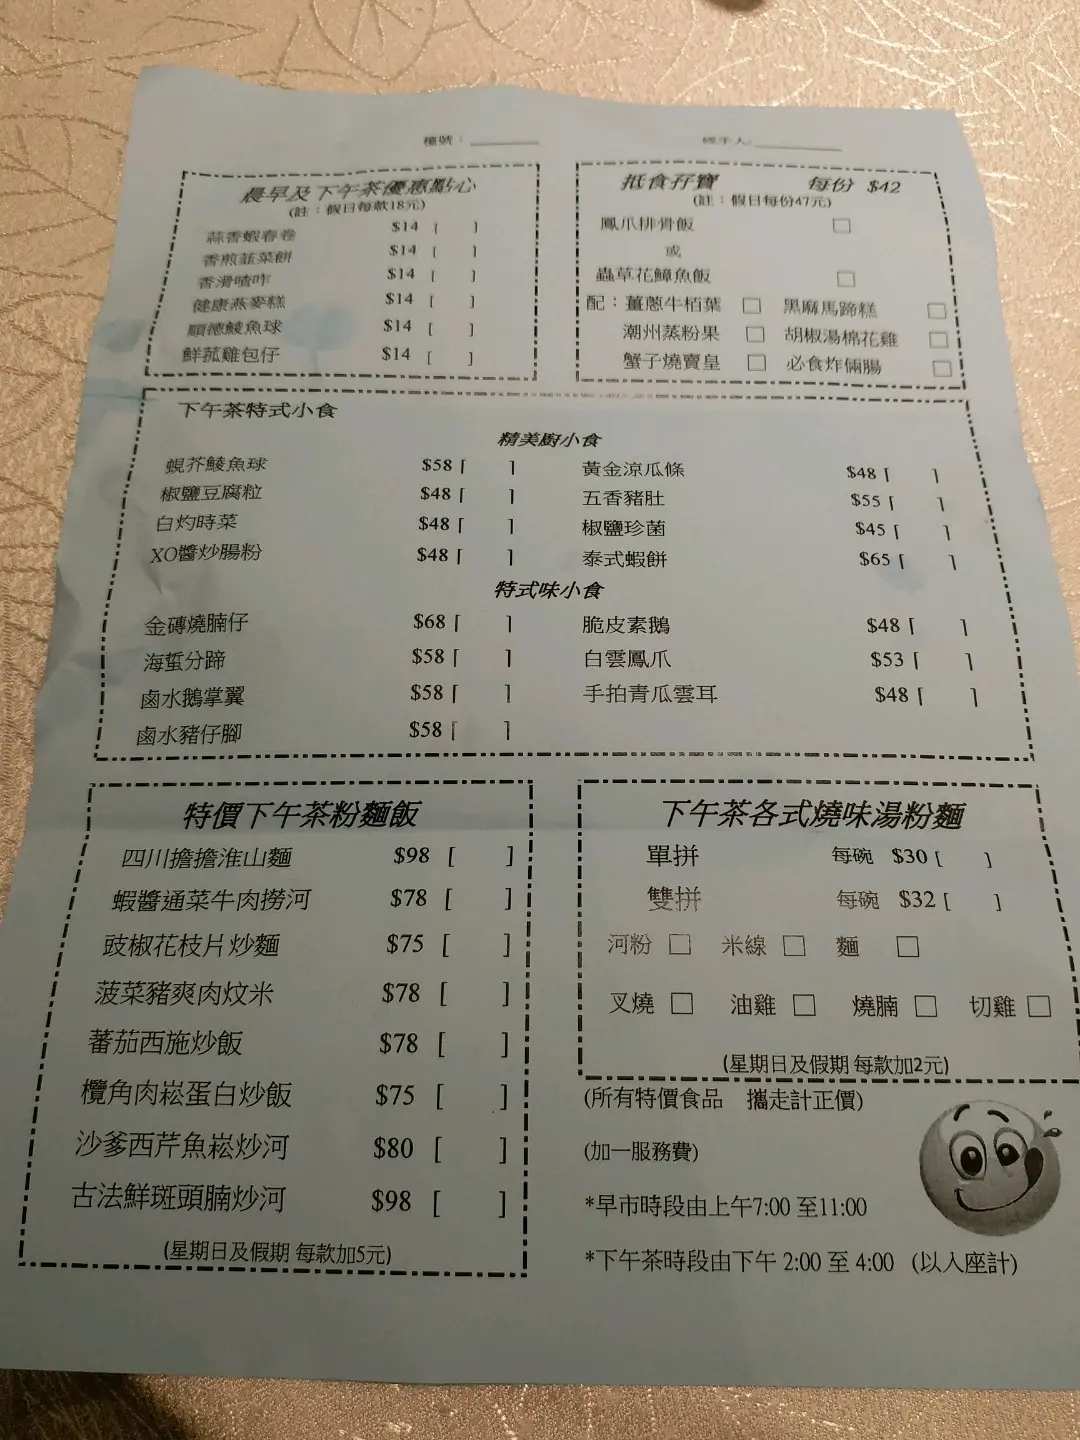 檯號：
經手人:
晨早及下午茶優惠點心
(註：假日每款18元)
蒜香蝦春卷 $14 [ ]
香煎韮菜餅 $14 [ ]
香滑喳咋 $14 [ ]
健康燕麥糕 $14 [ ]
順德鯪魚球 $14 [ ]
鮮菰雞包仔 $14 [ ]
抵食孖寶 每份 $42
(註：假日每份47元)
鳳爪排骨飯 □
或
蟲草花鱆魚飯 □
配：薑蔥牛栢葉 □ 黑麻馬蹄糕 □
潮州蒸粉果 □ 胡椒湯棉花雞 □
蟹子燒賣皇 □ 必食炸倆腸 □
下午茶特式小食
精美廚小食
蜆芥鯪魚球 $58 [ ] 黃金涼瓜條 $48 [ ]
椒鹽豆腐粒 $48 [ ] 五香豬肚 $55 [ ]
白灼時菜 $48 [ ] 椒鹽珍菌 $45 [ ]
XO醬炒腸粉 $48 [ ] 泰式蝦餅 $65 [ ]
特式味小食
金磚燒腩仔 $68 [ ] 脆皮素鵝 $48 [ ]
海蜇分蹄 $58 [ ] 白雲鳳爪 $53 [ ]
鹵水鵝掌翼 $58 [ ] 手拍青瓜雲耳 $48 [ ]
鹵水豬仔腳 $58 [ ]
特價下午茶粉麵飯
四川擔擔淮山麵 $98 [ ]
蝦醬通菜牛肉撈河 $78 [ ]
豉椒花枝片炒麵 $75 [ ]
菠菜豬爽肉炆米 $78 [ ]
蕃茄西施炒飯 $78 [ ]
欖角肉崧蛋白炒飯 $75 [ ]
沙爹西芹魚崧炒河 $80 [ ]
古法鮮斑頭腩炒河 $98 [ ]
(星期日及假期 每款加5元)
下午茶各式燒味湯粉麵
單拼 每碗 $30 [ ]
雙拼 每碗 $32 [ ]
河粉 □ 米線 □ 麵 □
叉燒 □ 油雞 □ 燒腩 □ 切雞 □
(星期日及假期 每款加2元)
(所有特價食品 攜走計正價)
(加一服務費)
*早市時段由上午7:00 至11:00
*下午茶時段由下午 2:00 至 4:00 (以入座計)